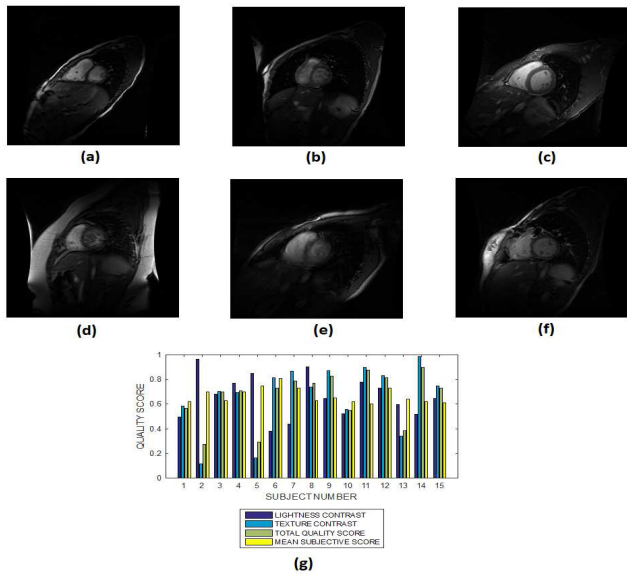 (a)
(b)
(c)
(d)
(e)
(f)
1
0.8
0.6
0.4
0.2
0
QUALITY SCORE
1 2 3 4 5 6 7 8 9 10 11 12 13 14 15
SUBJECT NUMBER
LIGHTNESS CONTRAST
TEXTURE CONTRAST
TOTAL QUALITY SCORE
MEAN SUBJECTIVE SCORE
(g)